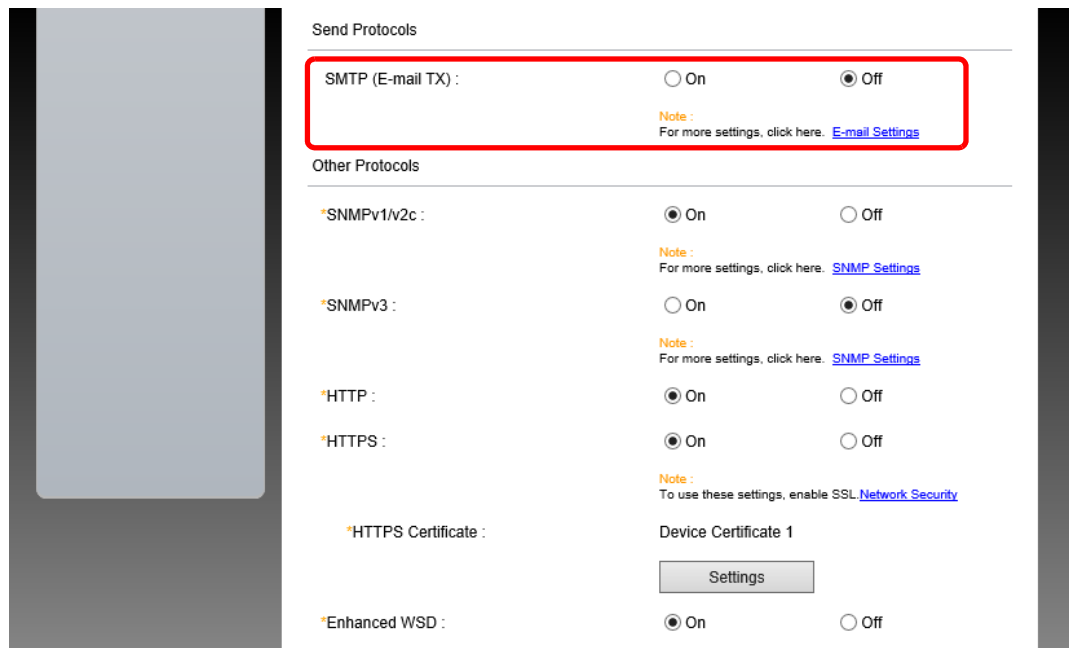 Send Protocols
SMTP (E-mail TX) : On Off
Note :
For more settings, click here. E-mail Settings
Other Protocols
*SNMPv1/v2c : On Off
Note :
For more settings, click here. SNMP Settings
*SNMPv3 : On Off
Note :
For more settings, click here. SNMP Settings
*HTTP : On Off
*HTTPS : On Off
Note :
To use these settings, enable SSL.Network Security
*HTTPS Certificate : Device Certificate 1
Settings
*Enhanced WSD : On Off